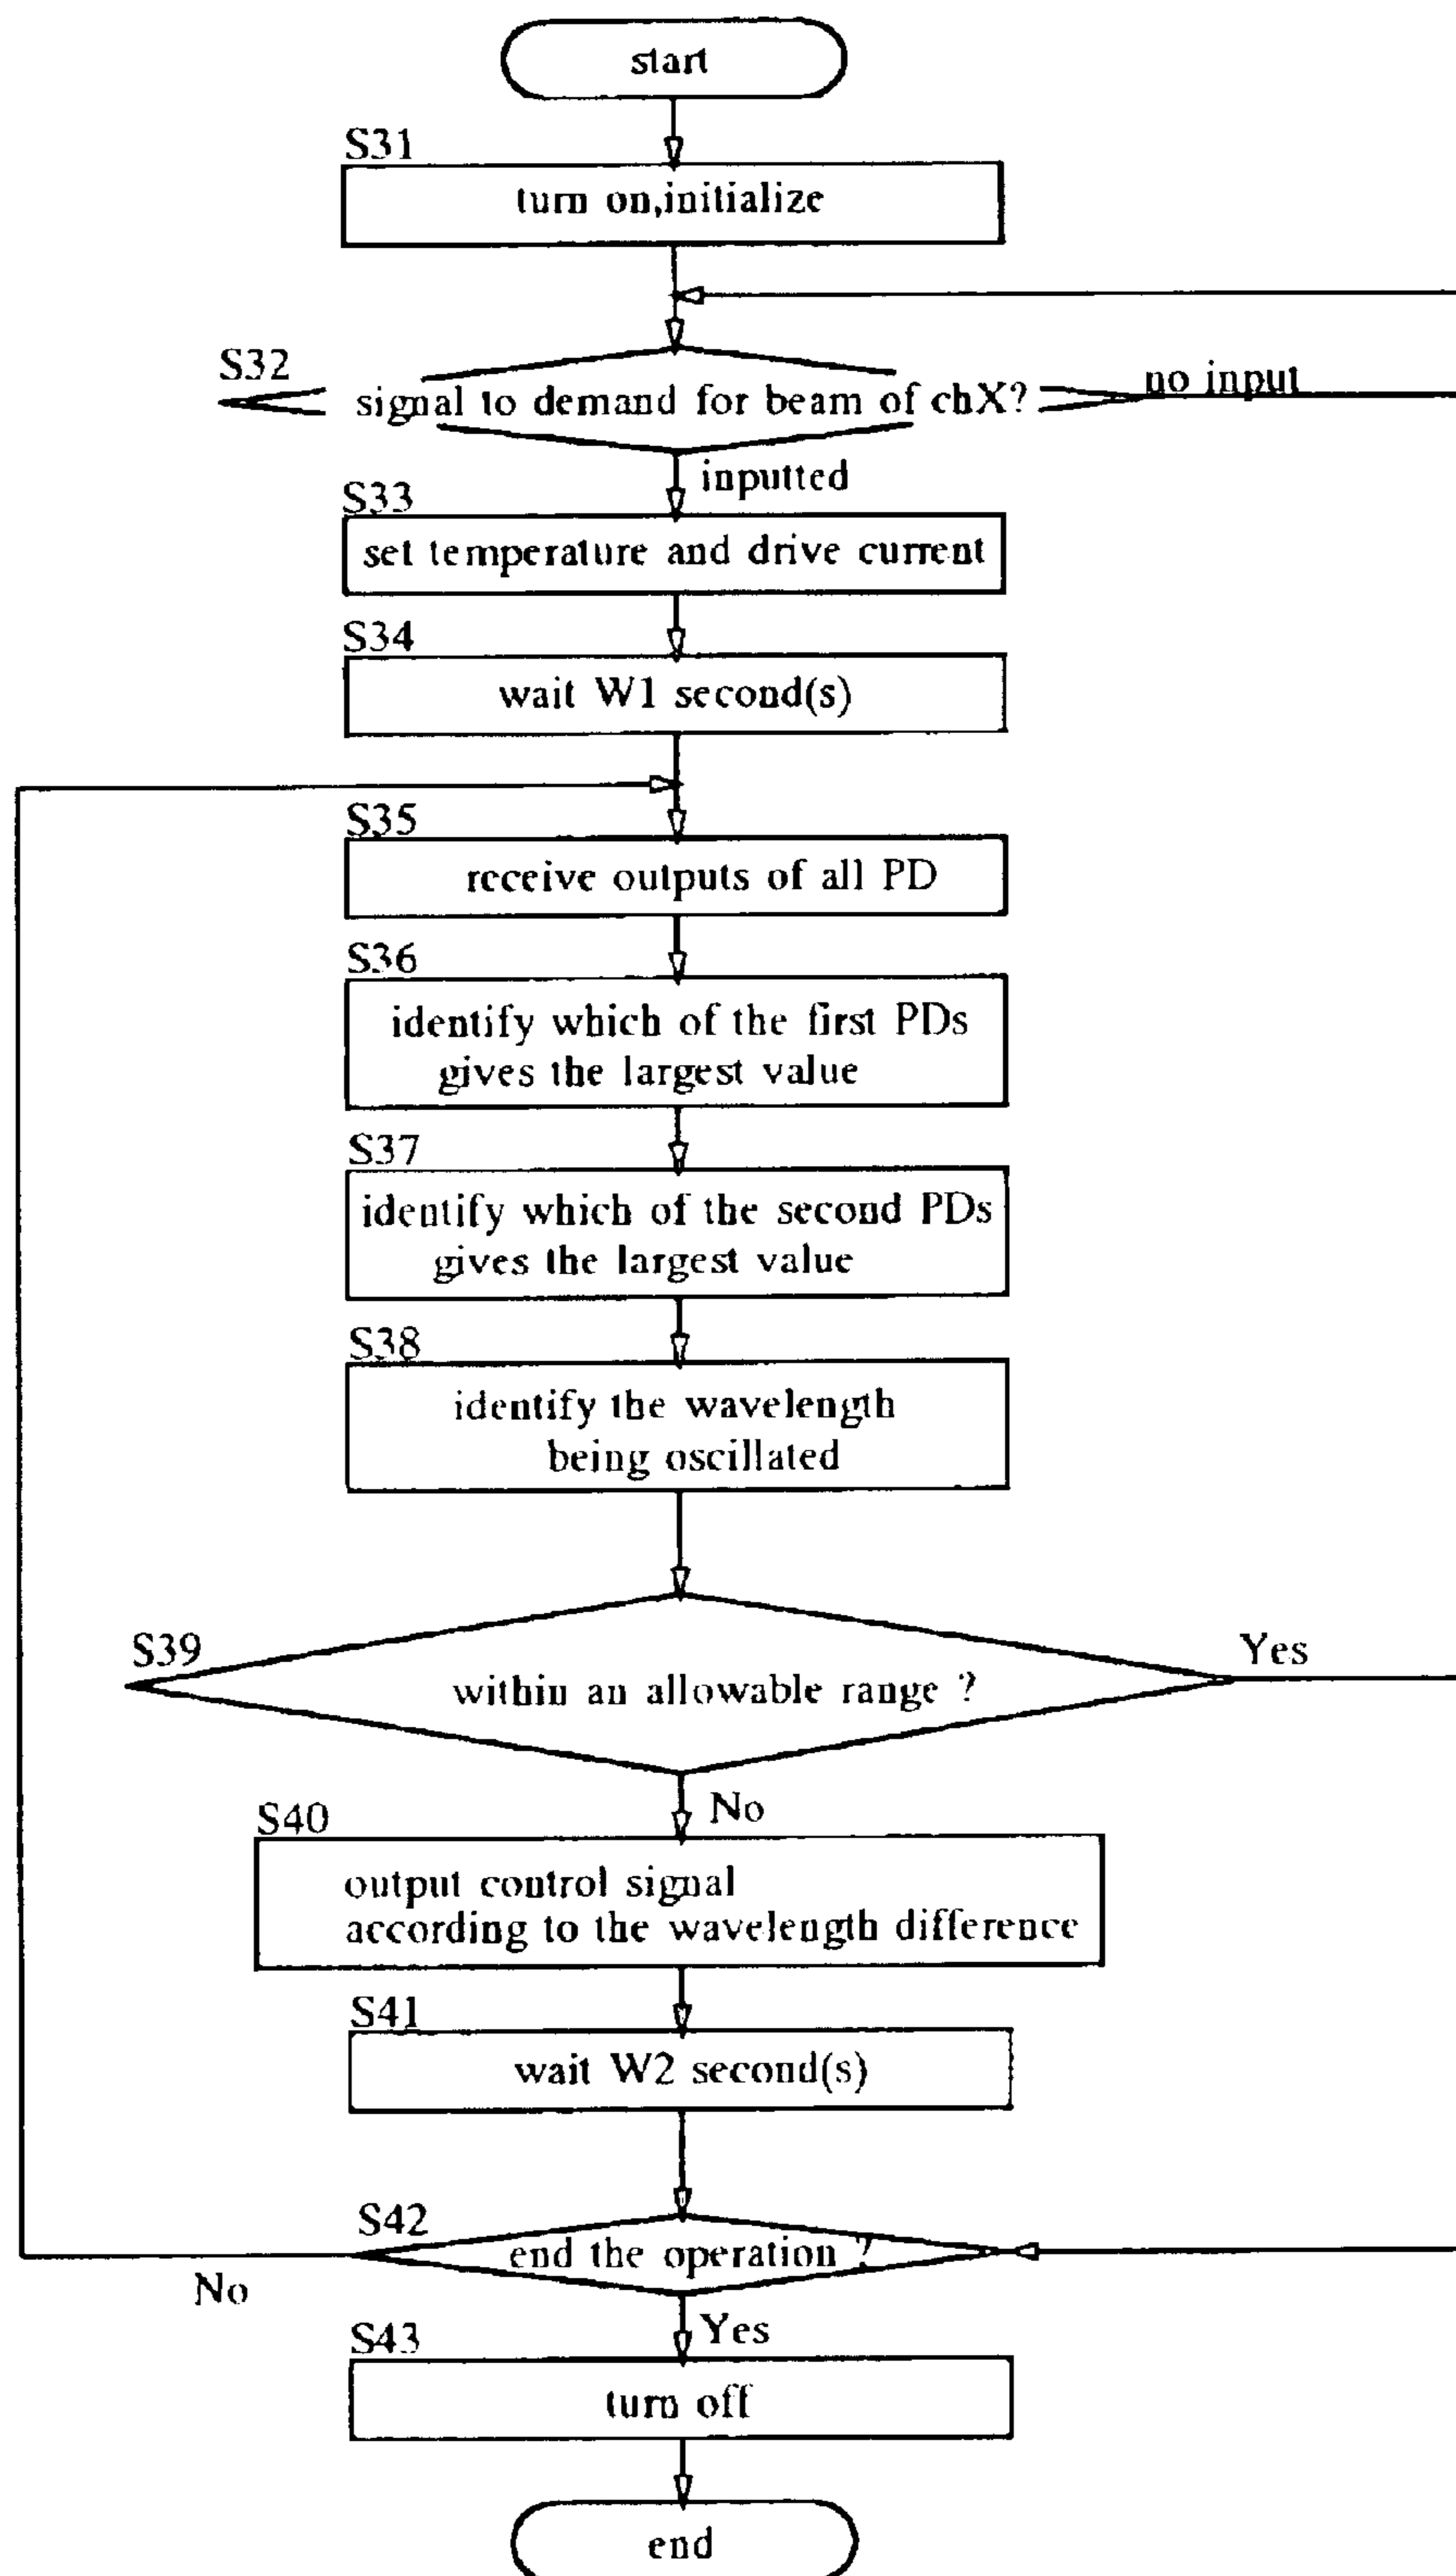 start
S31
turn on,initialize
S32
signal to demand for beam of chX?
no input
inputted
S33
set temperature and drive current
S34
wait W1 second(s)
S35
receive outputs of all PD
S36
identify which of the first PDs
gives the largest value
S37
identify which of the second PDs
gives the largest value
S38
identify the wavelength
being oscillated
S39
within an allowable range ?
Yes
No
S40
output control signal
according to the wavelength difference
S41
wait W2 second(s)
S42
end the operation ?
No
Yes
S43
turn off
end